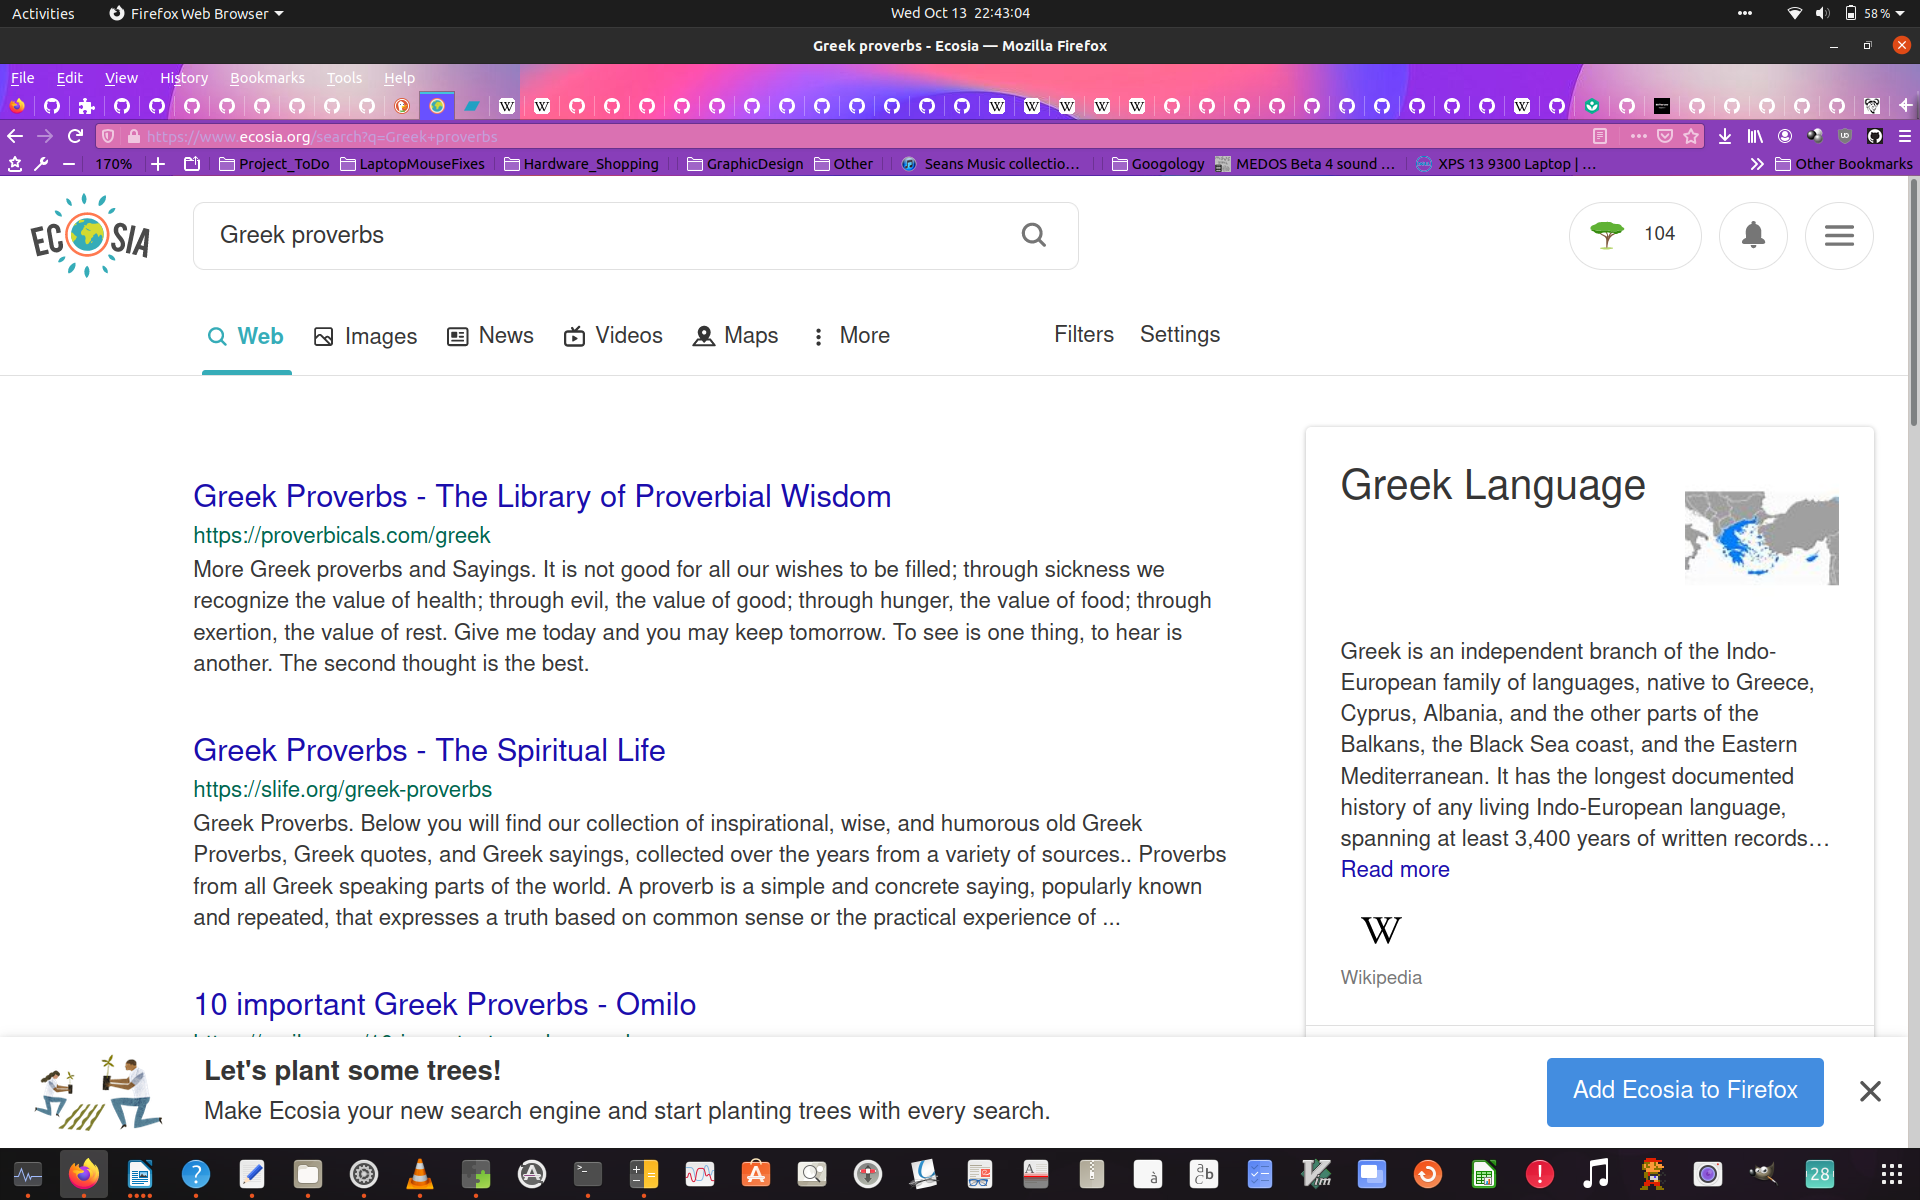 Activities
Firefox Web Browser
Wed Oct 13 22:43:04
58 %
Greek proverbs - Ecosia — Mozilla Firefox
File Edit View History Bookmarks Tools Help
https://www.ecosia.org/search?q=Greek+proverbs
170%
Project_ToDo
LaptopMouseFixes
Hardware_Shopping
GraphicDesign
Other
Seans Music collectio…
Googology
MEDOS Beta 4 sound …
XPS 13 9300 Laptop | …
Other Bookmarks
ECOSIA
Greek proverbs
104
Web Images News Videos Maps More Filters Settings
Greek Proverbs - The Library of Proverbial Wisdom
https://proverbicals.com/greek
More Greek proverbs and Sayings. It is not good for all our wishes to be filled; through sickness we
recognize the value of health; through evil, the value of good; through hunger, the value of food; through
exertion, the value of rest. Give me today and you may keep tomorrow. To see is one thing, to hear is
another. The second thought is the best.
Greek Proverbs - The Spiritual Life
https://slife.org/greek-proverbs
Greek Proverbs. Below you will find our collection of inspirational, wise, and humorous old Greek
Proverbs, Greek quotes, and Greek sayings, collected over the years from a variety of sources.. Proverbs
from all Greek speaking parts of the world. A proverb is a simple and concrete saying, popularly known
and repeated, that expresses a truth based on common sense or the practical experience of ...
10 important Greek Proverbs - Omilo
Greek Language
Greek is an independent branch of the Indo-
European family of languages, native to Greece,
Cyprus, Albania, and the other parts of the
Balkans, the Black Sea coast, and the Eastern
Mediterranean. It has the longest documented
history of any living Indo-European language,
spanning at least 3,400 years of written records…
Read more
W
Wikipedia
Let's plant some trees!
Make Ecosia your new search engine and start planting trees with every search.
Add Ecosia to Firefox
28